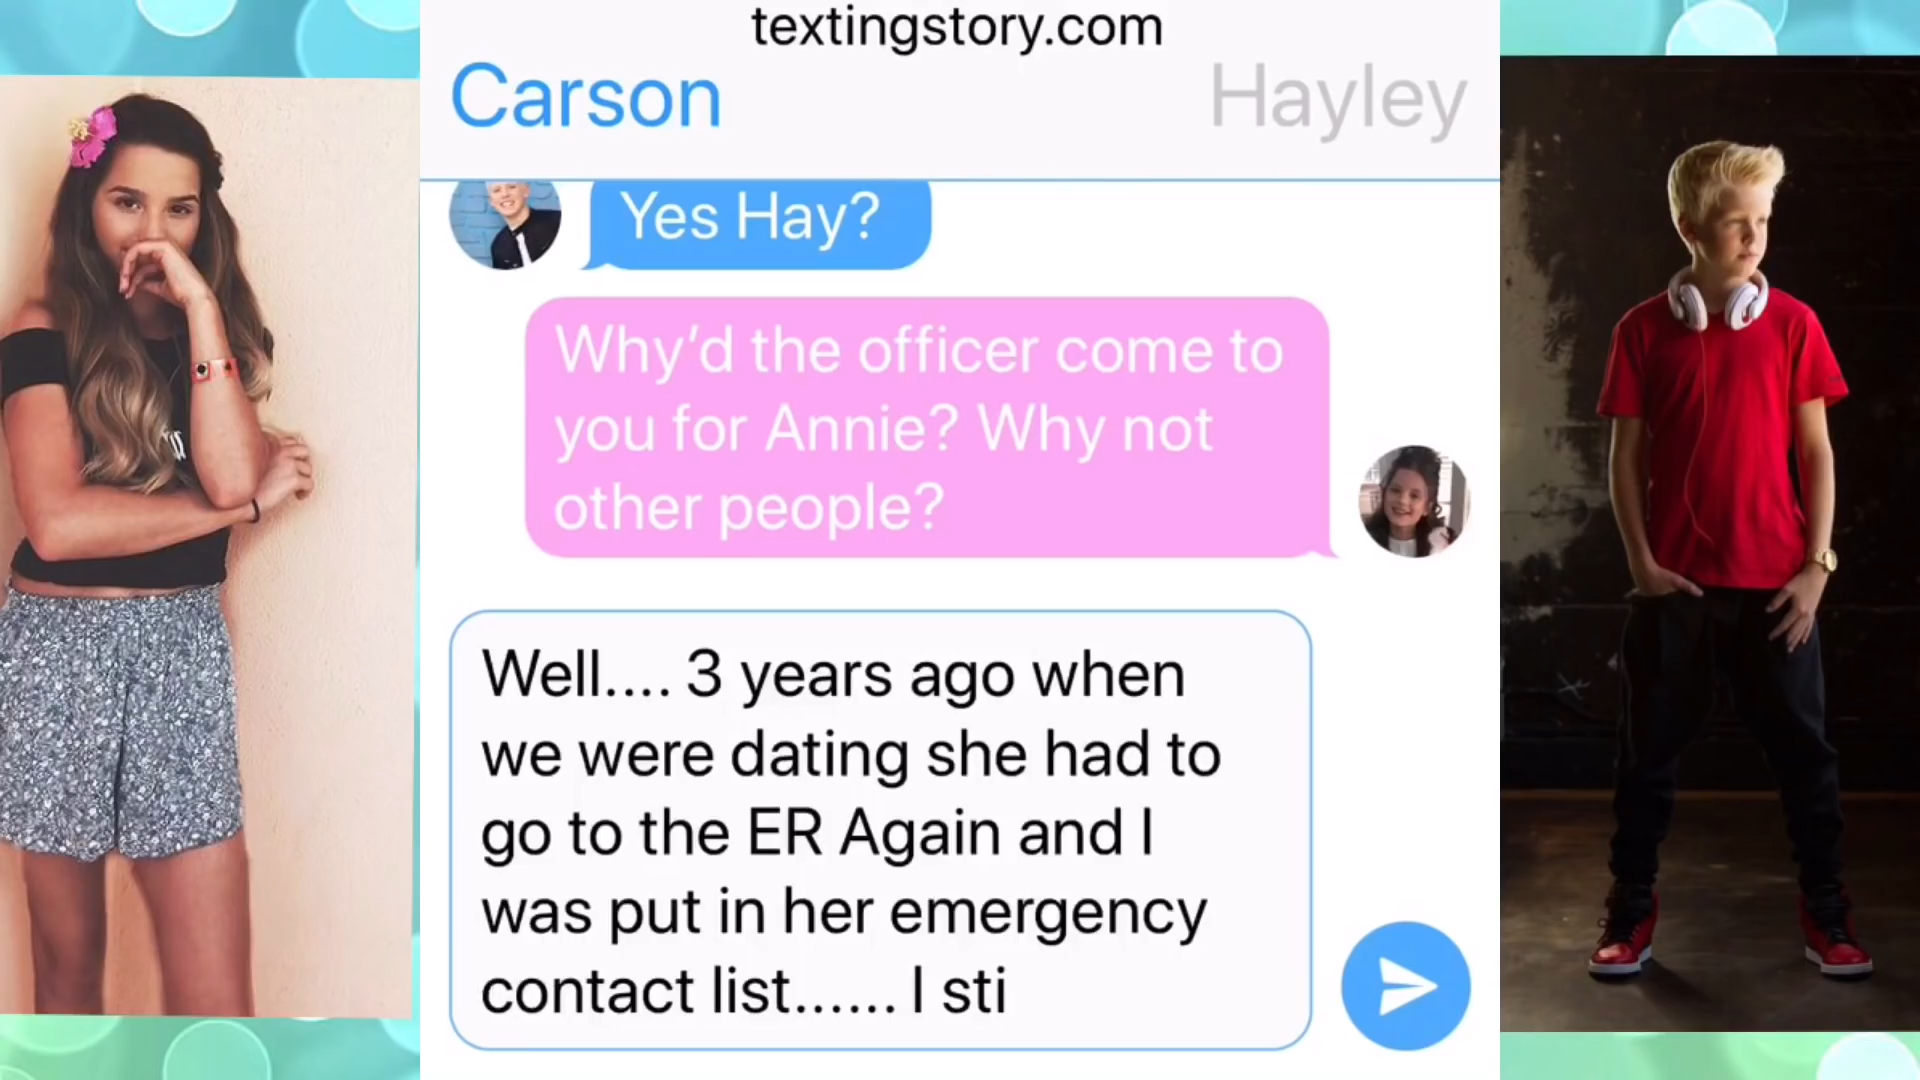 textingstory.com
Carson
Hayley
Yes Hay?
Why'd the officer come to
you for Annie? Why not
other people?
Well.... 3 years ago when
we were dating she had to
go to the ER Again and I
was put in her emergency
contact list...... I sti